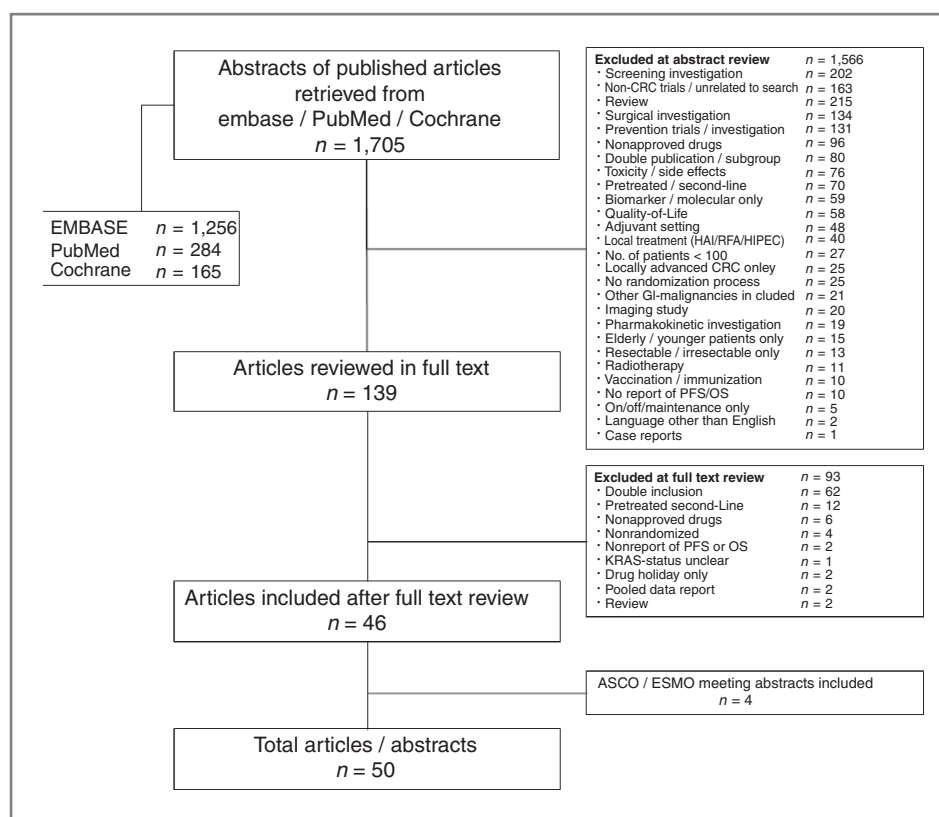 Abstracts of published articles
retrieved from
embase / PubMed / Cochrane
n = 1,705
EMBASE n = 1,256
PubMed n = 284
Cochrane n = 165
Excluded at abstract review n = 1,566
· Screening investigation n = 202
· Non-CRC trials / unrelated to search n = 163
· Review n = 215
· Surgical investigation n = 134
· Prevention trials / investigation n = 131
· Nonapproved drugs n = 96
· Double publication / subgroup n = 80
· Toxicity / side effects n = 76
· Pretreated / second-line n = 70
· Biomarker / molecular only n = 59
· Quality-of-Life n = 58
· Adjuvant setting n = 48
· Local treatment (HAI/RFA/HIPEC) n = 40
· No. of patients < 100 n = 27
· Locally advanced CRC onley n = 25
· No randomization process n = 25
· Other GI-malignancies in cluded n = 21
· Imaging study n = 20
· Pharmakokinetic investigation n = 19
· Elderly / younger patients only n = 15
· Resectable / irresectable only n = 13
· Radiotherapy n = 11
· Vaccination / immunization n = 10
· No report of PFS/OS n = 10
· On/off/maintenance only n = 5
· Language other than English n = 2
· Case reports n = 1
Articles reviewed in full text
n = 139
Excluded at full text review n = 93
· Double inclusion n = 62
· Pretreated second-Line n = 12
· Nonapproved drugs n = 6
· Nonrandomized n = 4
· Nonreport of PFS or OS n = 2
· KRAS-status unclear n = 1
· Drug holiday only n = 2
· Pooled data report n = 2
· Review n = 2
Articles included after full text review
n = 46
ASCO / ESMO meeting abstracts included
n = 4
Total articles / abstracts
n = 50